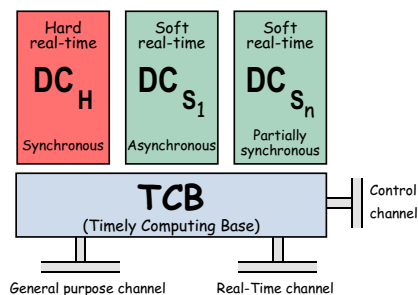 Hard
real-time
DC H
Synchronous
Soft
real-time
DC S1
Asynchronous
Soft
real-time
DC Sn
Partially
synchronous
TCB
(Timely Computing Base)
Control
channel
General purpose channel
Real-Time channel